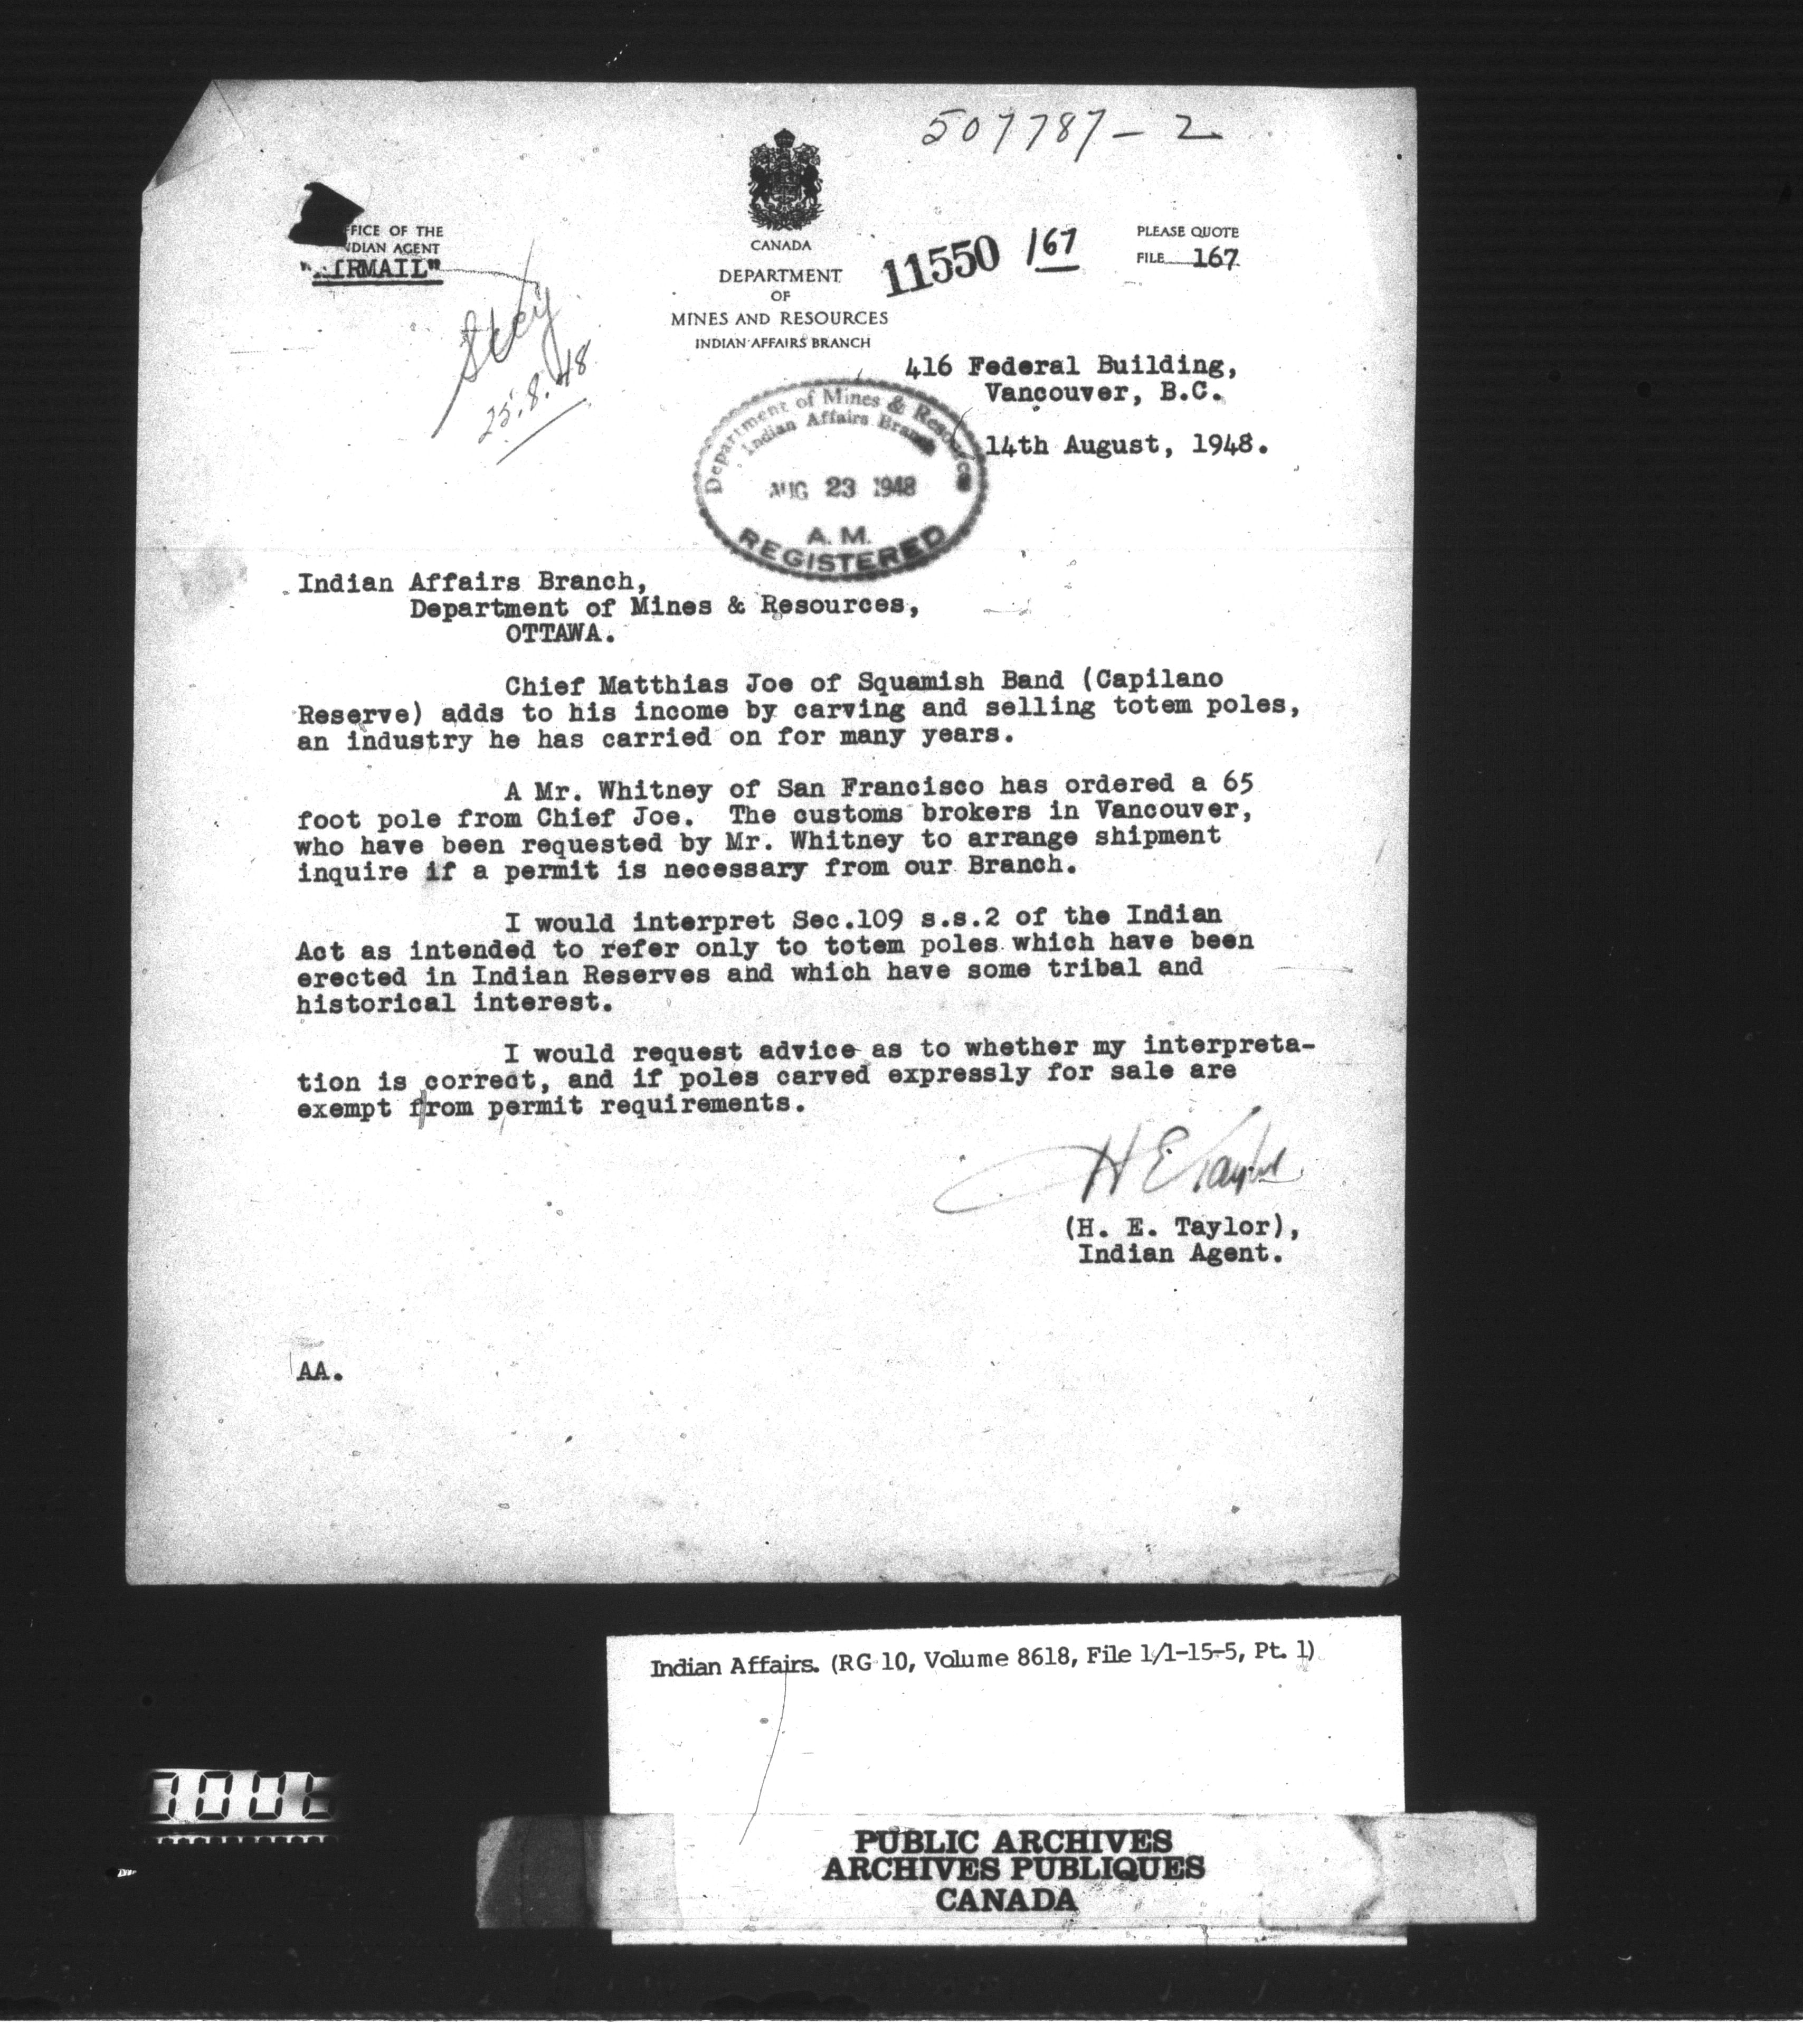 507787-2
FFICE OF THE
NDIAN AGENT
"AIRMAIL"
CANADA
DEPARTMENT
OF
MINES AND RESOURCES
INDIAN AFFAIRS BRANCH
11550 167
PLEASE QUOTE
FILE 167
25.8.48
416 Federal Building,
Vancouver, B.C.
14th August, 1948.
Department of Mines & Resources
Indian Affairs Branch
AUG 23 1948
A. M.
REGISTERED
Indian Affairs Branch,
Department of Mines & Resources,
OTTAWA.
Chief Matthias Joe of Squamish Band (Capilano
Reserve) adds to his income by carving and selling totem poles,
an industry he has carried on for many years.
A Mr. Whitney of San Francisco has ordered a 65
foot pole from Chief Joe. The customs brokers in Vancouver,
who have been requested by Mr. Whitney to arrange shipment
inquire if a permit is necessary from our Branch.
I would interpret Sec.109 s.s.2 of the Indian
Act as intended to refer only to totem poles which have been
erected in Indian Reserves and which have some tribal and
historical interest.
I would request advice as to whether my interpreta-
tion is correct, and if poles carved expressly for sale are
exempt from permit requirements.
H E Taylor
(H. E. Taylor),
Indian Agent.
AA.
Indian Affairs. (RG 10, Volume 8618, File 1/1-15-5, Pt. 1)
PUBLIC ARCHIVES
ARCHIVES PUBLIQUES
CANADA